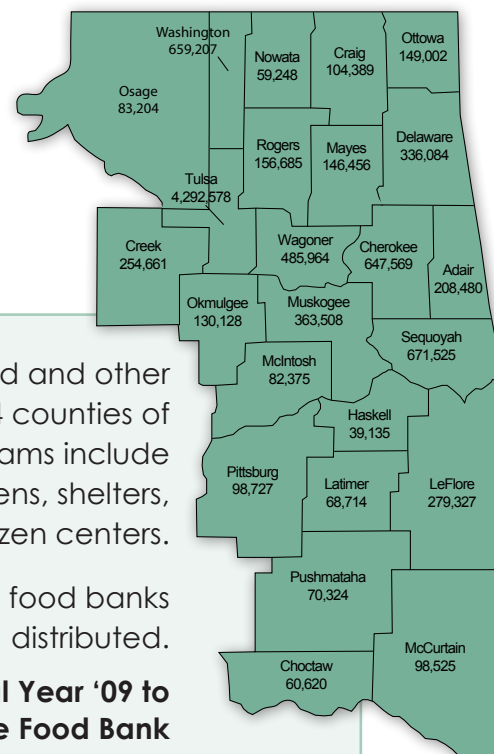 Washington
659,207
Ottowa
149,002
Nowata
59,248
Craig
104,389
Osage
83,204
Rogers
156,685
Mayes
146,456
Delaware
336,084
Tulsa
4,292,578
Creek
254,661
Wagoner
485,964
Cherokee
647,569
Adair
208,480
Okmulgee
130,128
Muskogee
363,508
Sequoyah
671,525
McIntosh
82,375
Haskell
39,135
Pittsburg
98,727
Latimer
68,714
LeFlore
279,327
Pushmataha
70,324
McCurtain
98,525
Choctaw
60,620
d and other
4 counties of
ams include
ens, shelters,
zen centers.
food banks
distributed.
l Year ‘09 to
e Food Bank